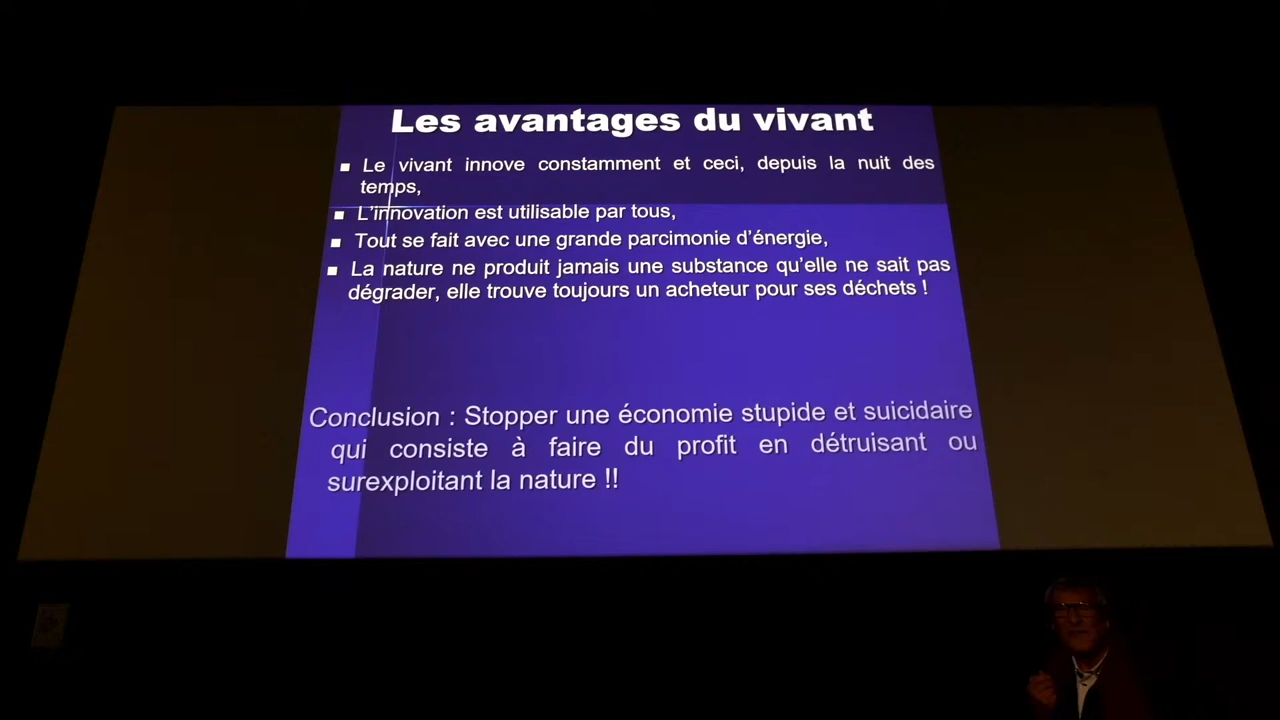 Les avantages du vivant
■ Le vivant innove constamment et ceci, depuis la nuit des
temps,
■ L'innovation est utilisable par tous,
■ Tout se fait avec une grande parcimonie d'énergie,
■ La nature ne produit jamais une substance qu'elle ne sait pas
dégrader, elle trouve toujours un acheteur pour ses déchets !
Conclusion : Stopper une économie stupide et suicidaire
qui consiste à faire du profit en détruisant ou
surexploitant la nature !!